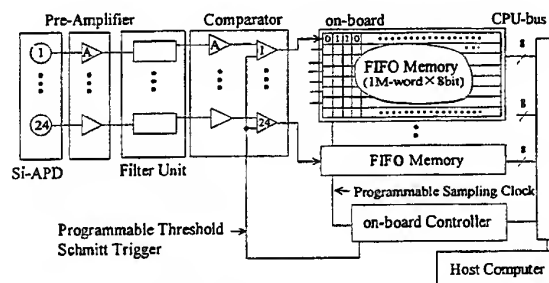 Pre-Amplifier
Comparator
on-board
CPU-bus
1
A
A
1
0 1 1 0
8
FIFO Memory
(1M-word×8bit)
8
24
24
FIFO Memory
8
Si-APD
Filter Unit
Programmable Sampling Clock
Programmable Threshold
Schmitt Trigger
on-board Controller
Host Computer